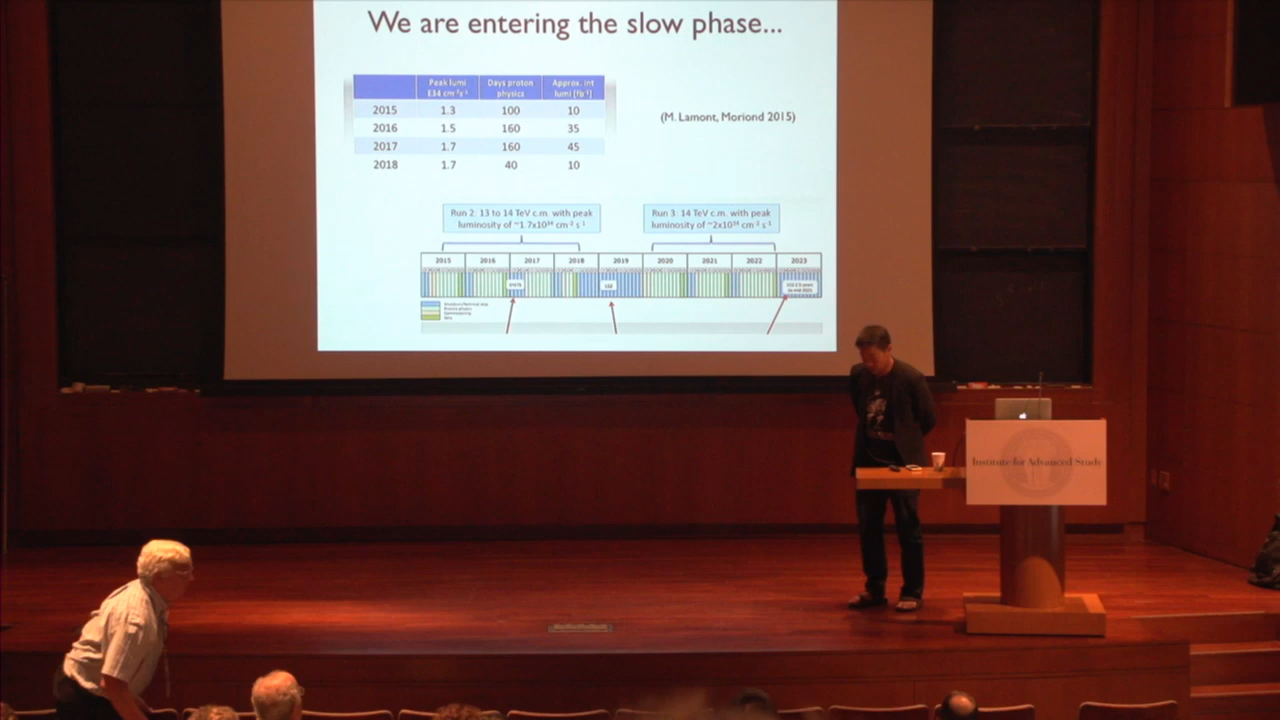 We are entering the slow phase...
Peak lumi E34 cm⁻²s⁻¹ Days proton physics Approx. int lumi [fb⁻¹]
2015 1.3 100 10
2016 1.5 160 35
2017 1.7 160 45
2018 1.7 40 10
(M. Lamont, Moriond 2015)
Run 2: 13 to 14 TeV c.m. with peak
luminosity of ~1.7x10³⁴ cm⁻² s⁻¹
Run 3: 14 TeV c.m. with peak
luminosity of ~2x10³⁴ cm⁻² s⁻¹
2015 2016 2017 2018 2019 2020 2021 2022 2023
LS2
Institute for Advanced Study